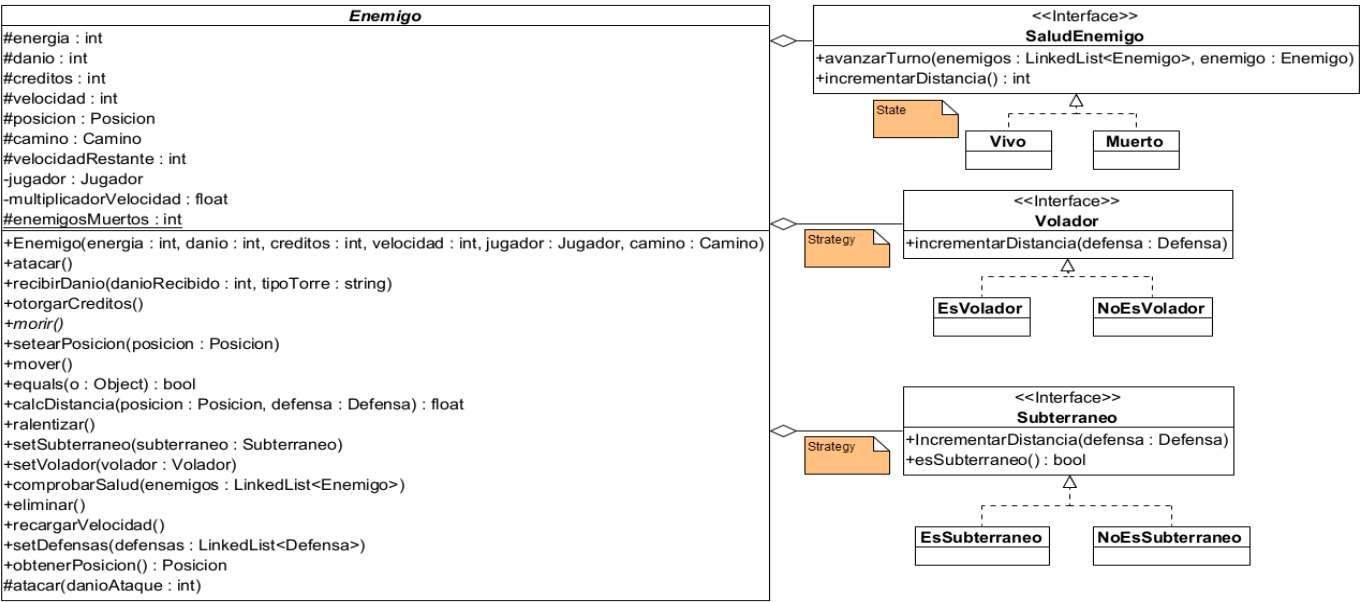 Enemigo
#energia : int
#danio : int
#creditos : int
#velocidad : int
#posicion : Posicion
#camino : Camino
#velocidadRestante : int
-jugador : Jugador
-multiplicadorVelocidad : float
#enemigosMuertos : int
+Enemigo(energia : int, danio : int, creditos : int, velocidad : int, jugador : Jugador, camino : Camino)
+atacar()
+recibirDanio(danioRecibido : int, tipoTorre : string)
+otorgarCreditos()
+morir()
+setearPosicion(posicion : Posicion)
+mover()
+equals(o : Object) : bool
+calcDistancia(posicion : Posicion, defensa : Defensa) : float
+ralentizar()
+setSubterraneo(subterraneo : Subterraneo)
+setVolador(volador : Volador)
+comprobarSalud(enemigos : LinkedList<Enemigo>)
+eliminar()
+recargarVelocidad()
+setDefensas(defensas : LinkedList<Defensa>)
+obtenerPosicion() : Posicion
#atacar(danioAtaque : int)
<<Interface>>
SaludEnemigo
+avanzarTurno(enemigos : LinkedList<Enemigo>, enemigo : Enemigo)
+incrementarDistancia() : int
State
Vivo
Muerto
<<Interface>>
Volador
+incrementarDistancia(defensa : Defensa)
Strategy
EsVolador
NoEsVolador
<<Interface>>
Subterraneo
+IncrementarDistancia(defensa : Defensa)
+esSubterraneo() : bool
Strategy
EsSubterraneo
NoEsSubterraneo